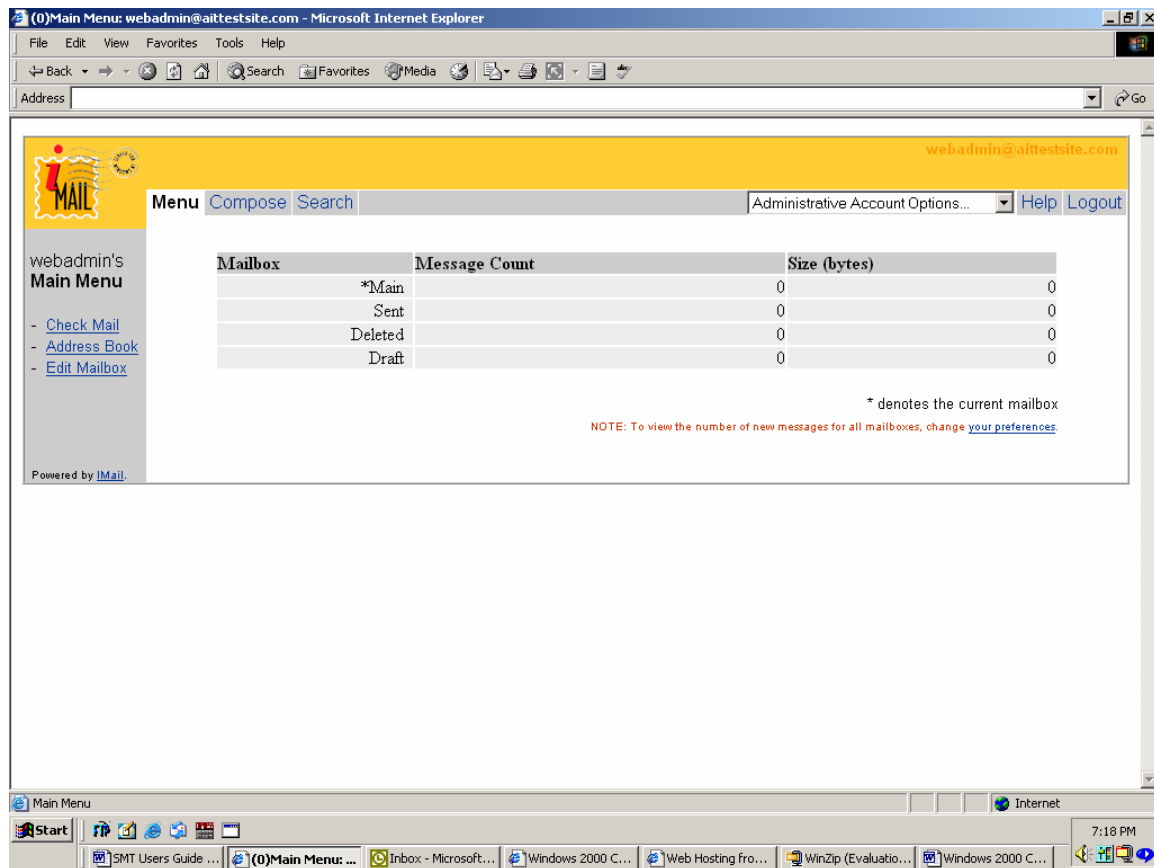 (0)Main Menu: webadmin@aittestsite.com - Microsoft Internet Explorer
File Edit View Favorites Tools Help
Back Search Favorites Media
Address Go
webadmin@aittestsite.com
iMAIL
Menu Compose Search Administrative Account Options... Help Logout
webadmin's
Main Menu
- Check Mail
- Address Book
- Edit Mailbox
Powered by IMail.
Mailbox Message Count Size (bytes)
*Main 0 0
Sent 0 0
Deleted 0 0
Draft 0 0
* denotes the current mailbox
NOTE: To view the number of new messages for all mailboxes, change your preferences.
Main Menu Internet
Start 7:18 PM
SMT Users Guide ... (0)Main Menu: ... Inbox - Microsoft... Windows 2000 C... Web Hosting fro... WinZip (Evaluatio... Windows 2000 C...